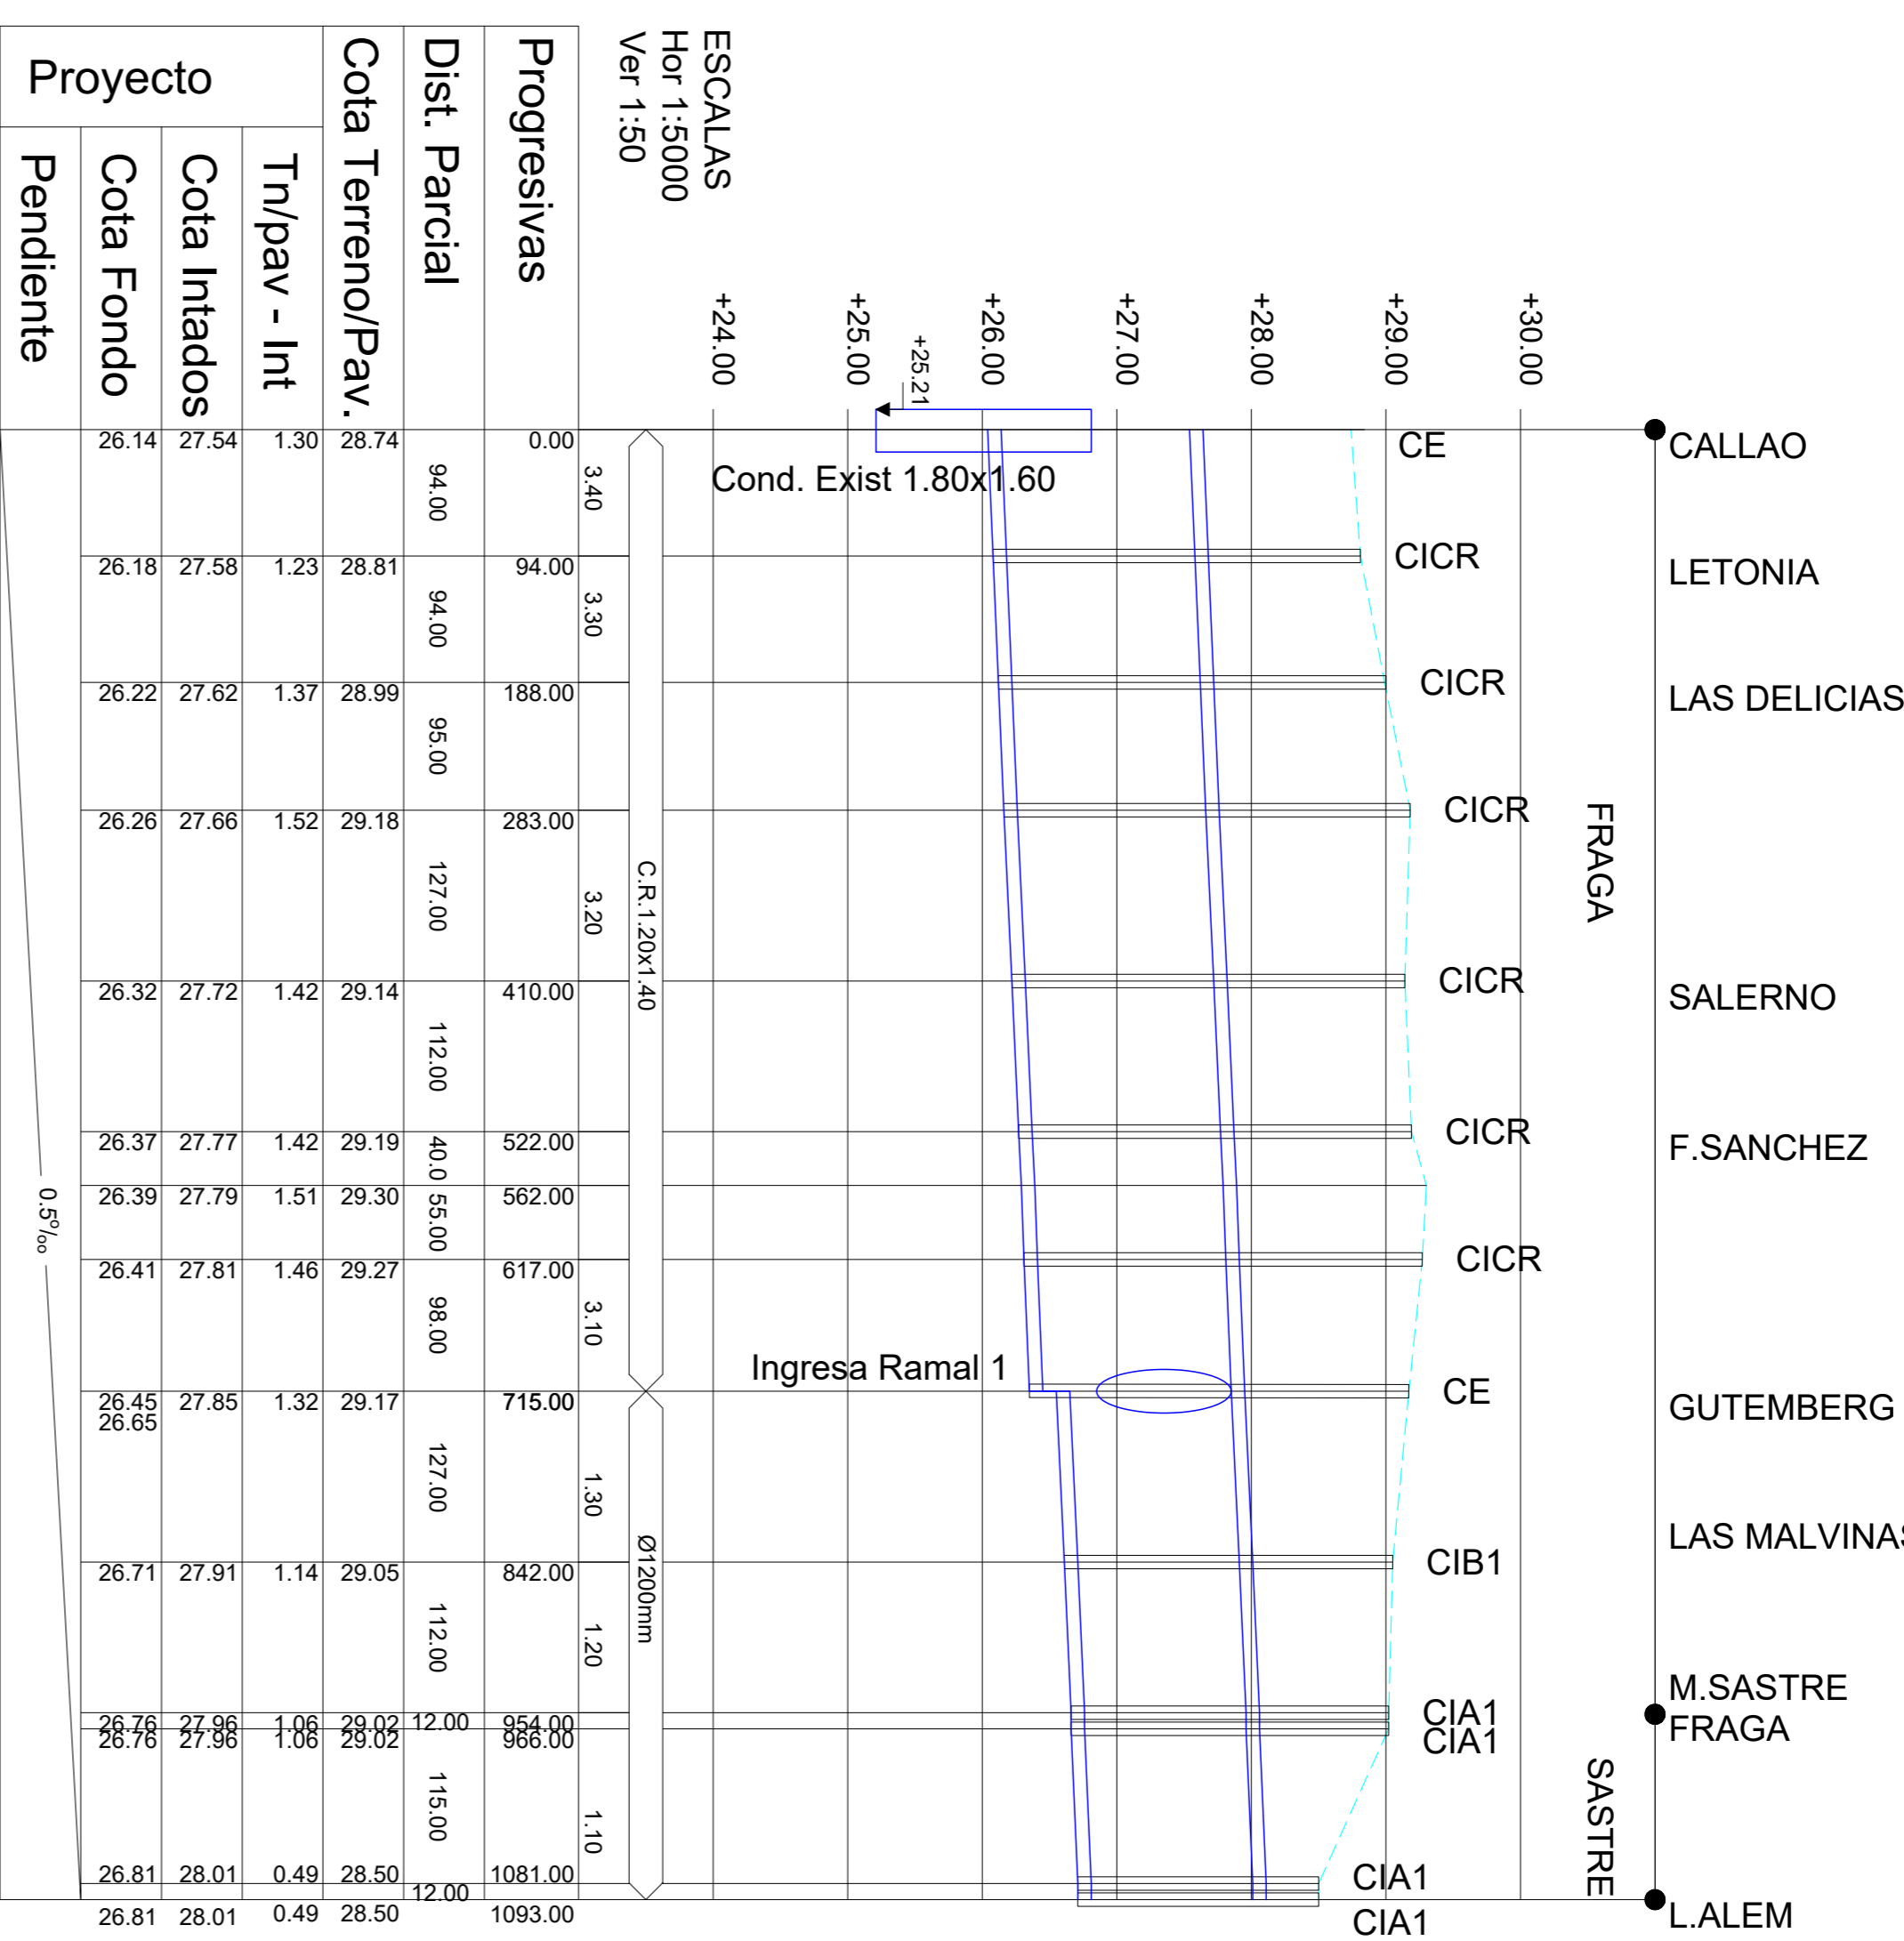 ESCALAS
Hor 1:5000
Ver 1:50
+30.00
+29.00
+28.00
+27.00
+26.00
+25.00
+24.00
+25.21
Cond. Exist 1.80x1.60
Ingresa Ramal 1
FRAGA
SASTRE
CALLAO
LETONIA
LAS DELICIAS
SALERNO
F.SANCHEZ
GUTEMBERG
LAS MALVINAS
M.SASTRE
FRAGA
L.ALEM
CE
CICR
CICR
CICR
CICR
CICR
CICR
CE
CIB1
CIA1
CIA1
CIA1
CIA1
C.R.1.20x1.40
Ø1200mm
3.40
3.30
3.20
3.10
1.30
1.20
1.10
Progresivas
0.00
94.00
188.00
283.00
410.00
522.00
562.00
617.00
715.00
842.00
954.00
966.00
1081.00
1093.00
Dist. Parcial
94.00
94.00
95.00
127.00
112.00
40.0
55.00
98.00
127.00
112.00
12.00
115.00
12.00
Cota Terreno/Pav.
28.74
28.81
28.99
29.18
29.14
29.19
29.30
29.27
29.17
29.05
29.02
29.02
28.50
28.50
Proyecto
Tn/pav - Int
1.30
1.23
1.37
1.52
1.42
1.42
1.51
1.46
1.32
1.14
1.06
1.06
0.49
0.49
Cota Intados
27.54
27.58
27.62
27.66
27.72
27.77
27.79
27.81
27.85
27.91
27.96
27.96
28.01
28.01
Cota Fondo
26.14
26.18
26.22
26.26
26.32
26.37
26.39
26.41
26.45
26.65
26.71
26.76
26.76
26.81
26.81
Pendiente
0.5‰